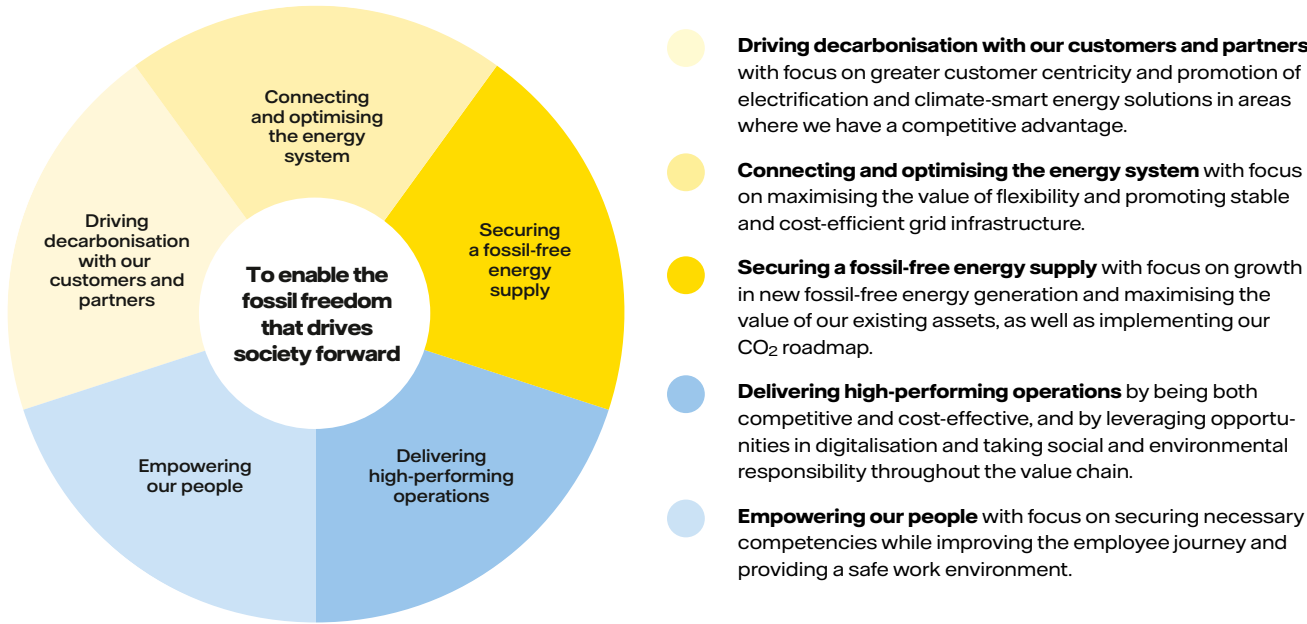 Connecting
and optimising
the energy
system
Driving
decarbonisation
with our
customers and
partners
Securing
a fossil-free
energy
supply
To enable the
fossil freedom
that drives
society forward
Empowering
our people
Delivering
high-performing
operations
Driving decarbonisation with our customers and partners
with focus on greater customer centricity and promotion of
electrification and climate-smart energy solutions in areas
where we have a competitive advantage.
Connecting and optimising the energy system with focus
on maximising the value of flexibility and promoting stable
and cost-efficient grid infrastructure.
Securing a fossil-free energy supply with focus on growth
in new fossil-free energy generation and maximising the
value of our existing assets, as well as implementing our
CO₂ roadmap.
Delivering high-performing operations by being both
competitive and cost-effective, and by leveraging opportu-
nities in digitalisation and taking social and environmental
responsibility throughout the value chain.
Empowering our people with focus on securing necessary
competencies while improving the employee journey and
providing a safe work environment.